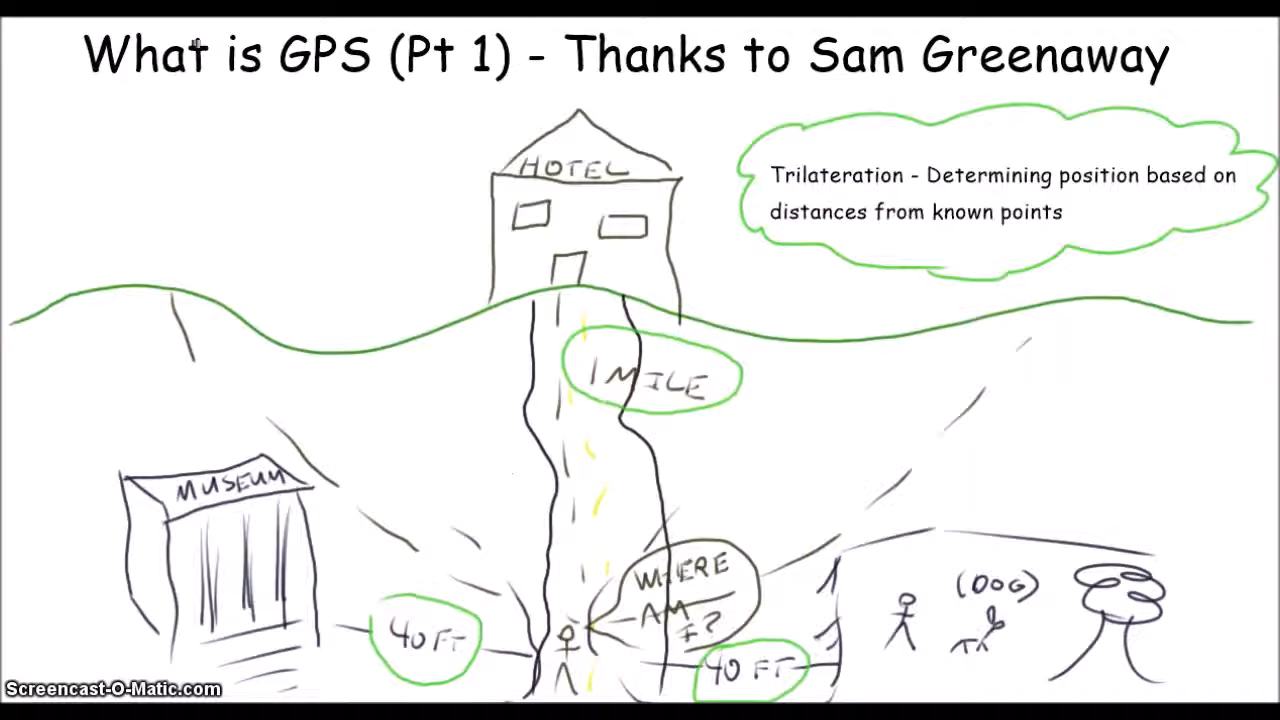 What is GPS (Pt 1) - Thanks to Sam Greenaway
HOTEL
Trilateration - Determining position based on
distances from known points
1 MILE
MUSEUM
WHERE
AM
I?
(DOG)
40 FT
40 FT
Screencast-O-Matic.com